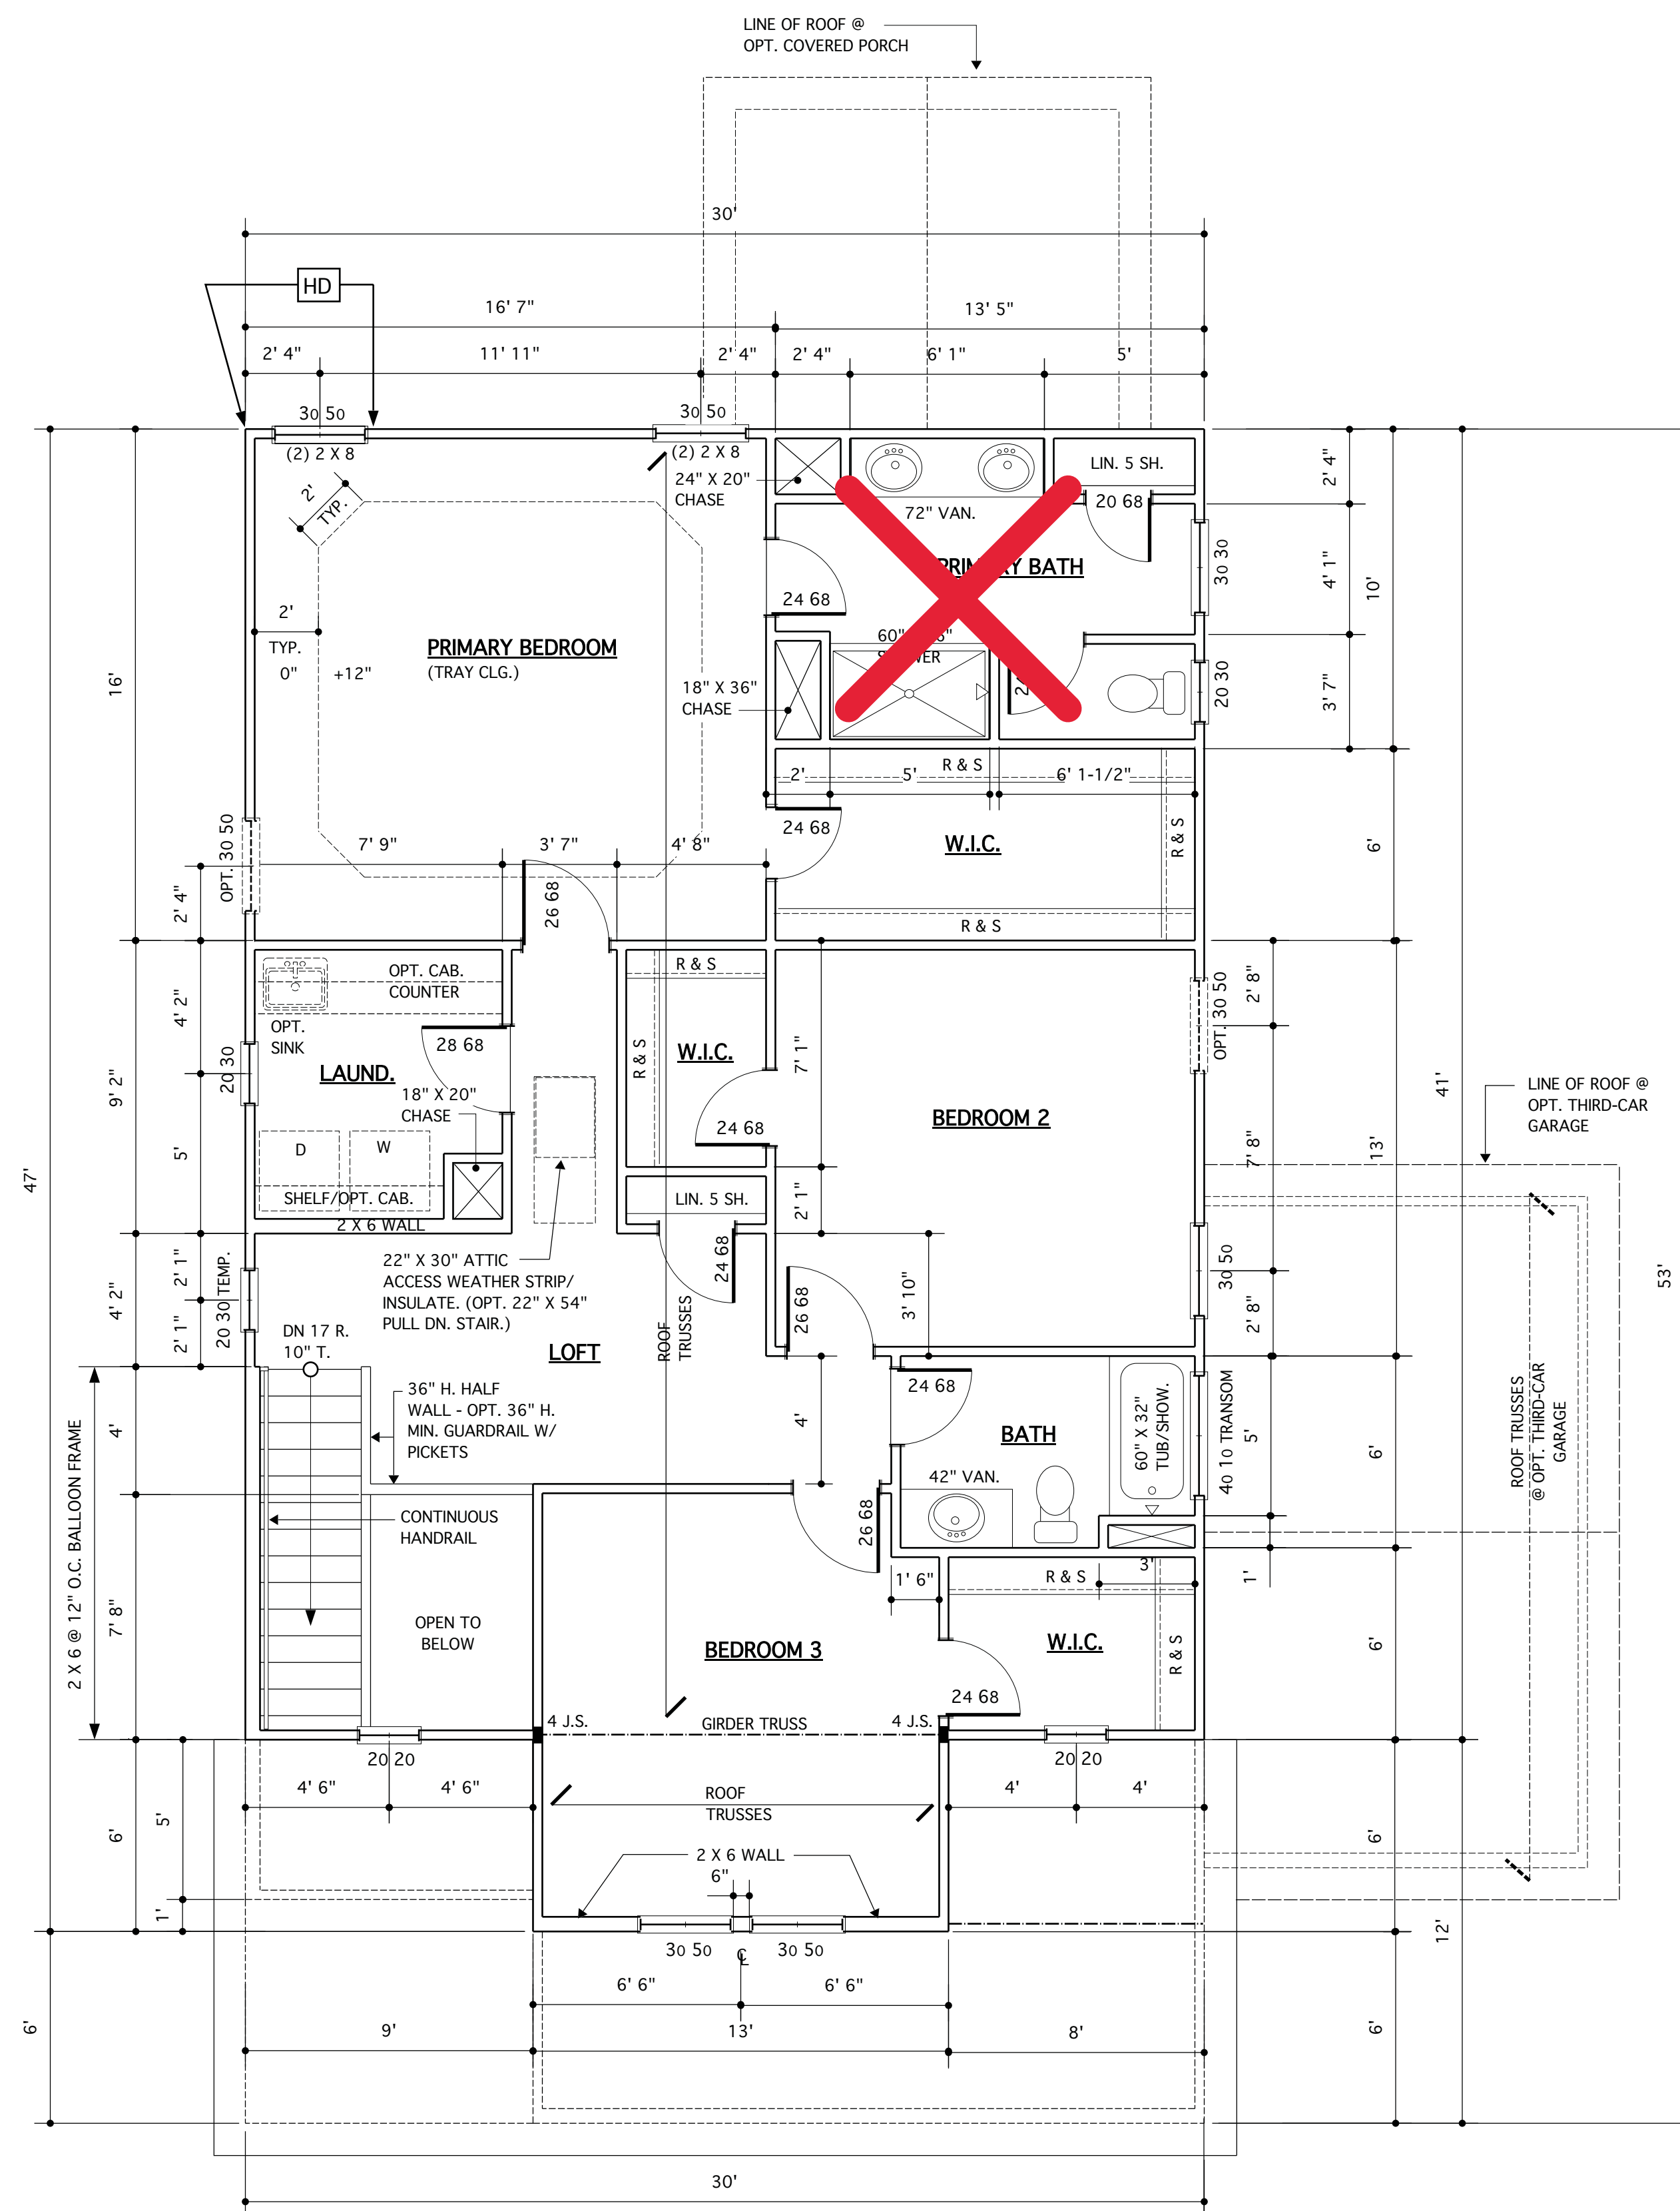 LINE OF ROOF @
OPT. COVERED PORCH
30'
HD
16' 7"
13' 5"
2' 4"
11' 11"
2' 4"
2' 4"
6' 1"
5'
30 50
30 50
(2) 2 X 8
(2) 2 X 8
24" X 20"
CHASE
LIN. 5 SH.
20 68
72" VAN.
2'
TYP.
2' 4"
PRIMARY BATH
30 30
4' 1"
10'
24 68
2'
TYP.
0"
+12"
PRIMARY BEDROOM
(TRAY CLG.)
60"
18" X 36"
CHASE
20 30
3' 7"
16'
R & S
2'
5'
6' 1-1/2"
24 68
W.I.C.
R & S
6'
OPT. 30 50
7' 9"
3' 7"
4' 8"
2' 4"
26 68
R & S
OPT. CAB.
COUNTER
OPT.
SINK
R & S
4' 2"
28 68
LAUND.
20 30
18" X 20"
CHASE
R & S
W.I.C.
7' 1"
24 68
BEDROOM 2
OPT. 30 50
2' 8"
41'
LINE OF ROOF @
OPT. THIRD-CAR
GARAGE
9' 2"
5'
D
W
SHELF/OPT. CAB.
2 X 6 WALL
LIN. 5 SH.
2' 1"
7' 8"
13'
47'
22" X 30" ATTIC
ACCESS WEATHER STRIP/
INSULATE. (OPT. 22" X 54"
PULL DN. STAIR.)
24 68
4' 2"
2' 1"
2' 1"
20 30 TEMP.
26 68
3' 10"
30 50
2' 8"
53'
DN 17 R.
10" T.
LOFT
ROOF
TRUSSES
36" H. HALF
WALL - OPT. 36" H.
MIN. GUARDRAIL W/
PICKETS
24 68
4'
BATH
60" X 32"
TUB/SHOW.
40 10 TRANSOM
5'
6'
ROOF TRUSSES
@ OPT. THIRD-CAR
GARAGE
42" VAN.
4'
2 X 6 @ 12" O.C. BALLOON FRAME
CONTINUOUS
HANDRAIL
26 68
7' 8"
OPEN TO
BELOW
1' 6"
R & S
3'
1'
BEDROOM 3
W.I.C.
R & S
6'
24 68
4 J.S.
GIRDER TRUSS
4 J.S.
20 20
20 20
4' 6"
4' 6"
ROOF
TRUSSES
4'
4'
5'
6'
6'
2 X 6 WALL
6"
1'
30 50
CL
30 50
12'
6' 6"
6' 6"
6'
9'
13'
8'
6'
30'